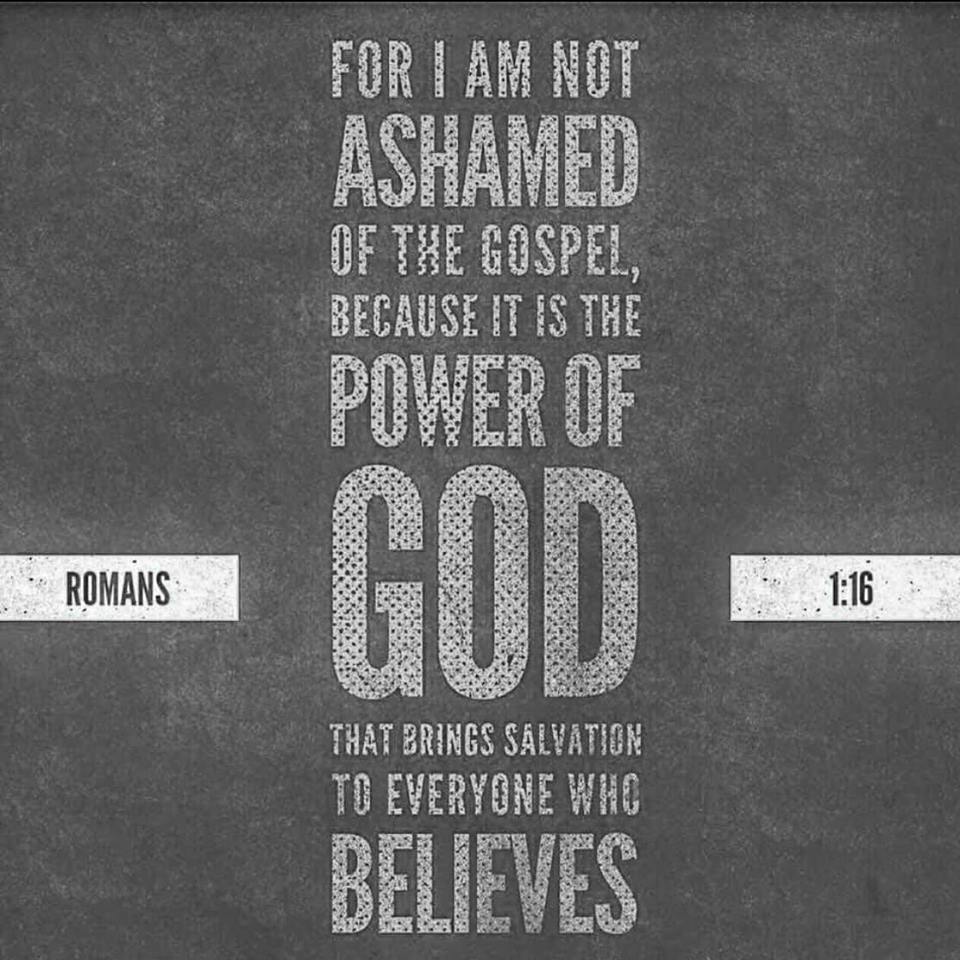 FOR I AM NOT
ASHAMED
OF THE GOSPEL,
BECAUSE IT IS THE
POWER OF
GOD
THAT BRINGS SALVATION
TO EVERYONE WHO
BELIEVES
ROMANS
1:16